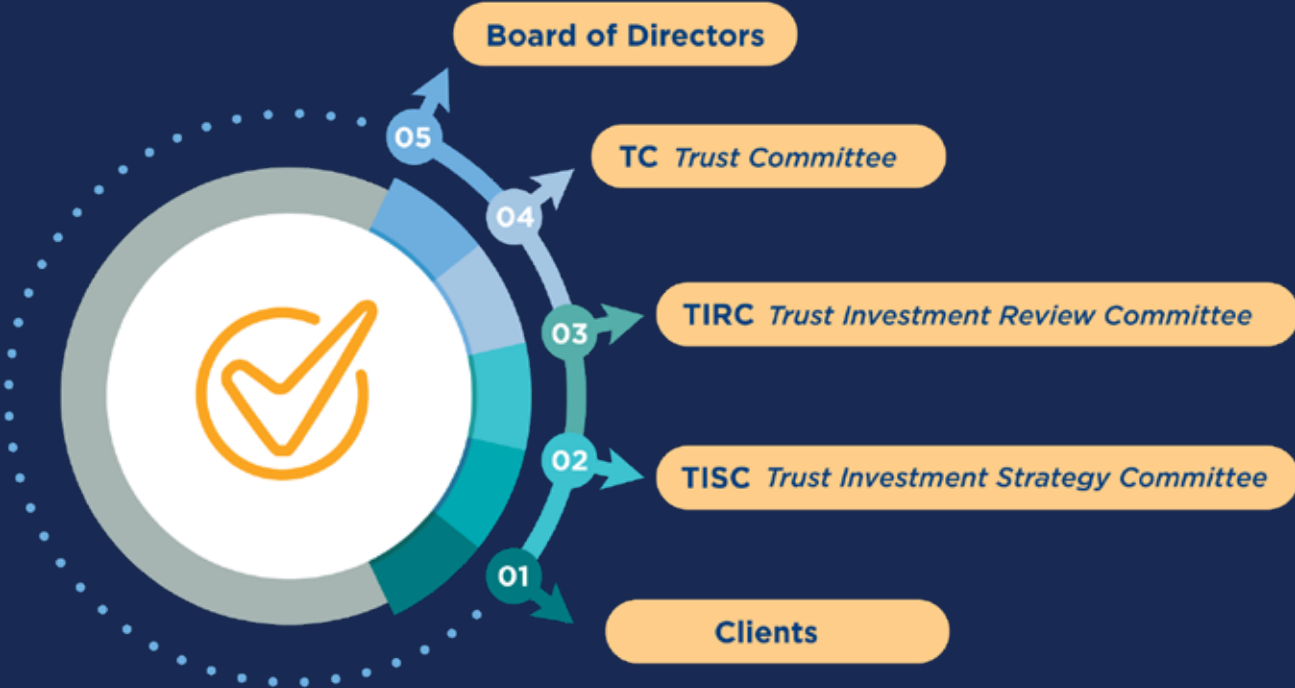 Board of Directors
05
TC Trust Committee
04
TIRC Trust Investment Review Committee
03
TISC Trust Investment Strategy Committee
02
01
Clients